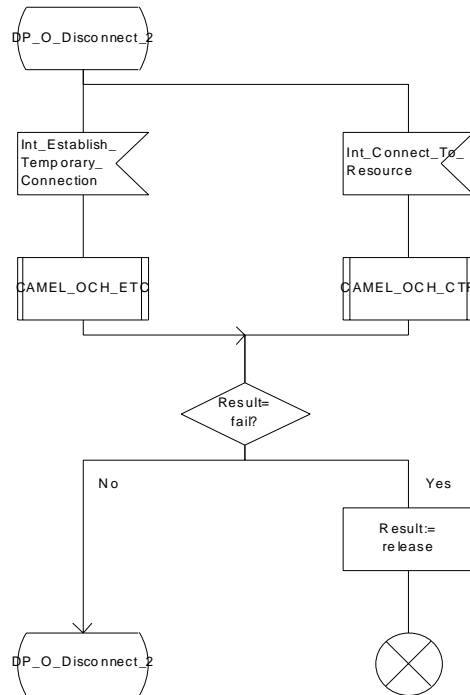 DP_O_Disconnect_2
Int_Establish_
Temporary_
Connection
Int_Connect_To_
Resource
CAMEL_OCH_ETC
CAMEL_OCH_CTR
Result=
fail?
No
Yes
Result:=
release
DP_O_Disconnect_2